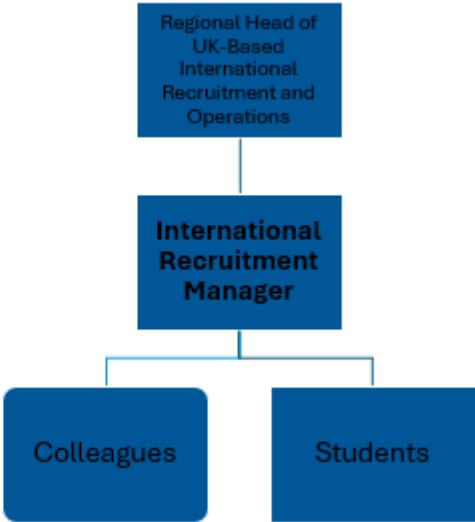 Regional Head of
UK-Based
International
Recruitment and
Operations
International
Recruitment
Manager
Colleagues
Students